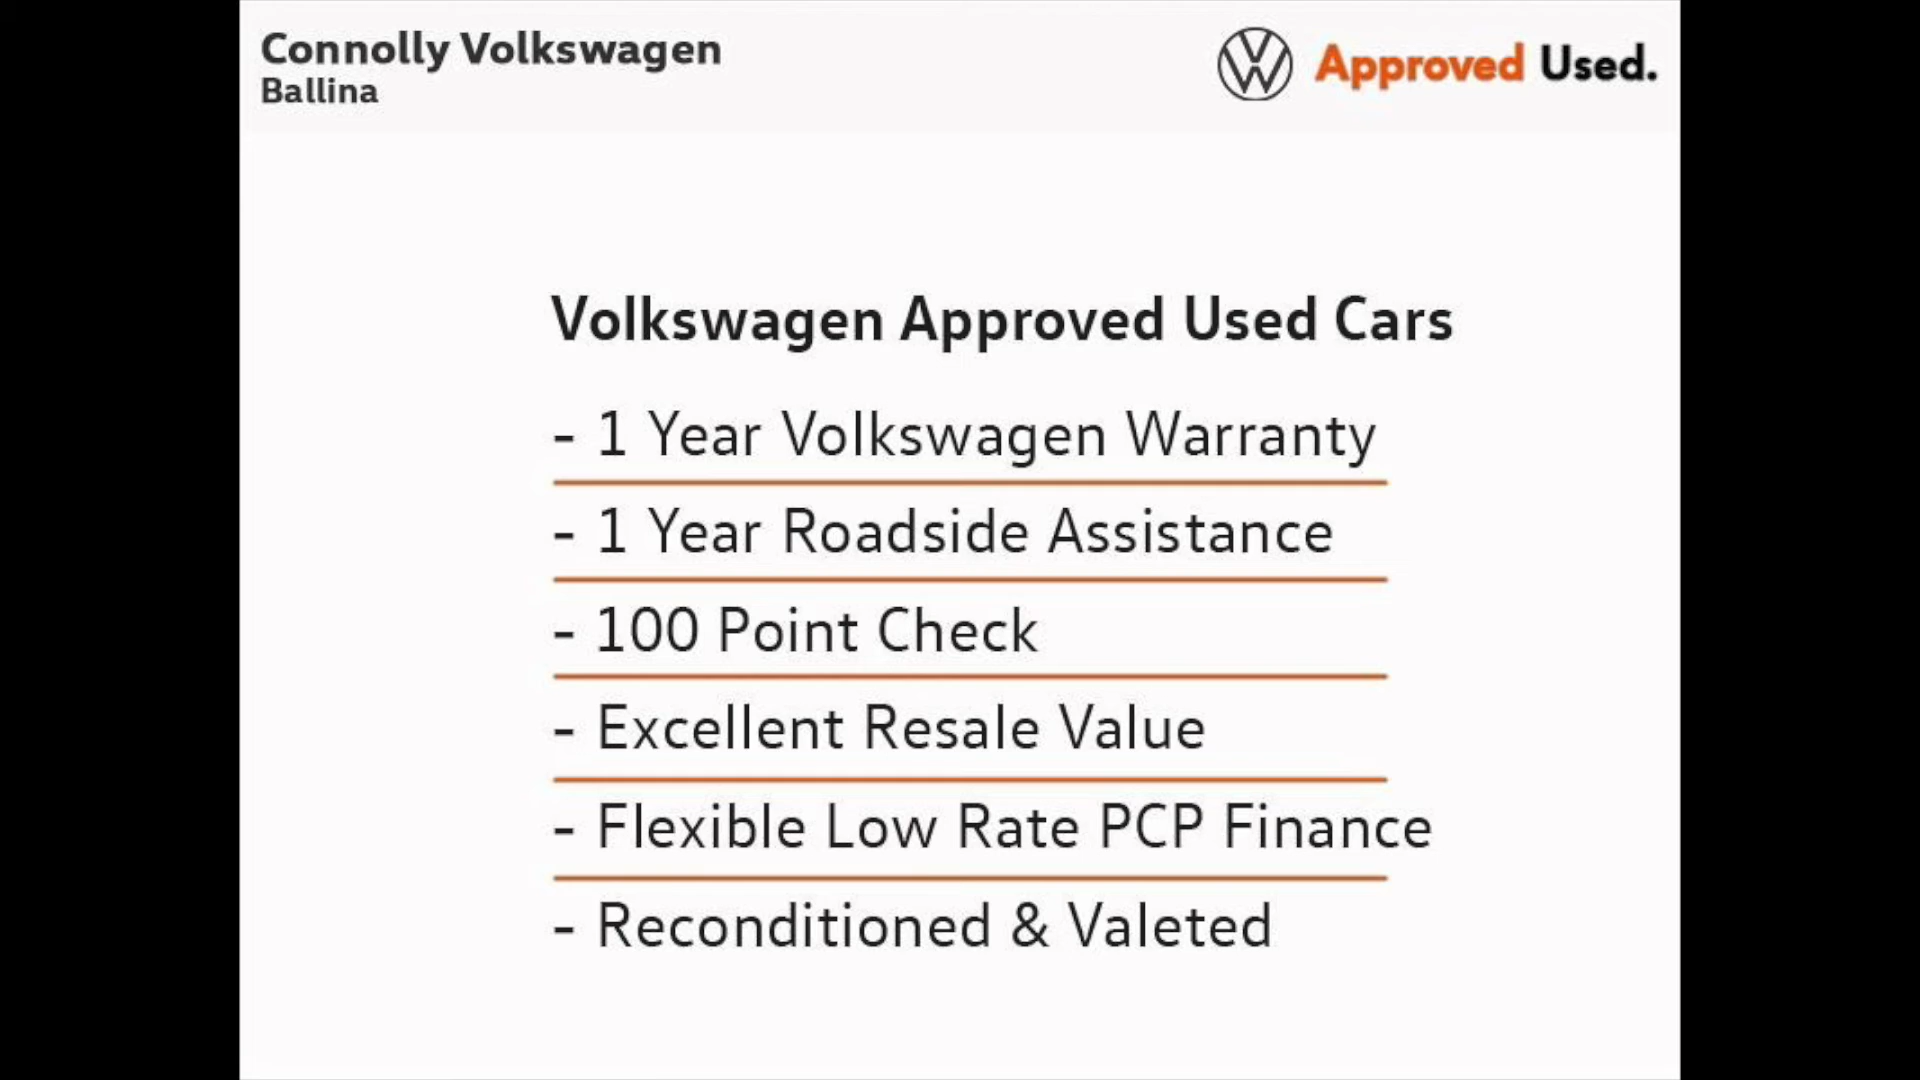 Connolly Volkswagen
Ballina
Approved Used.
Volkswagen Approved Used Cars
- 1 Year Volkswagen Warranty
- 1 Year Roadside Assistance
- 100 Point Check
- Excellent Resale Value
- Flexible Low Rate PCP Finance
- Reconditioned & Valeted